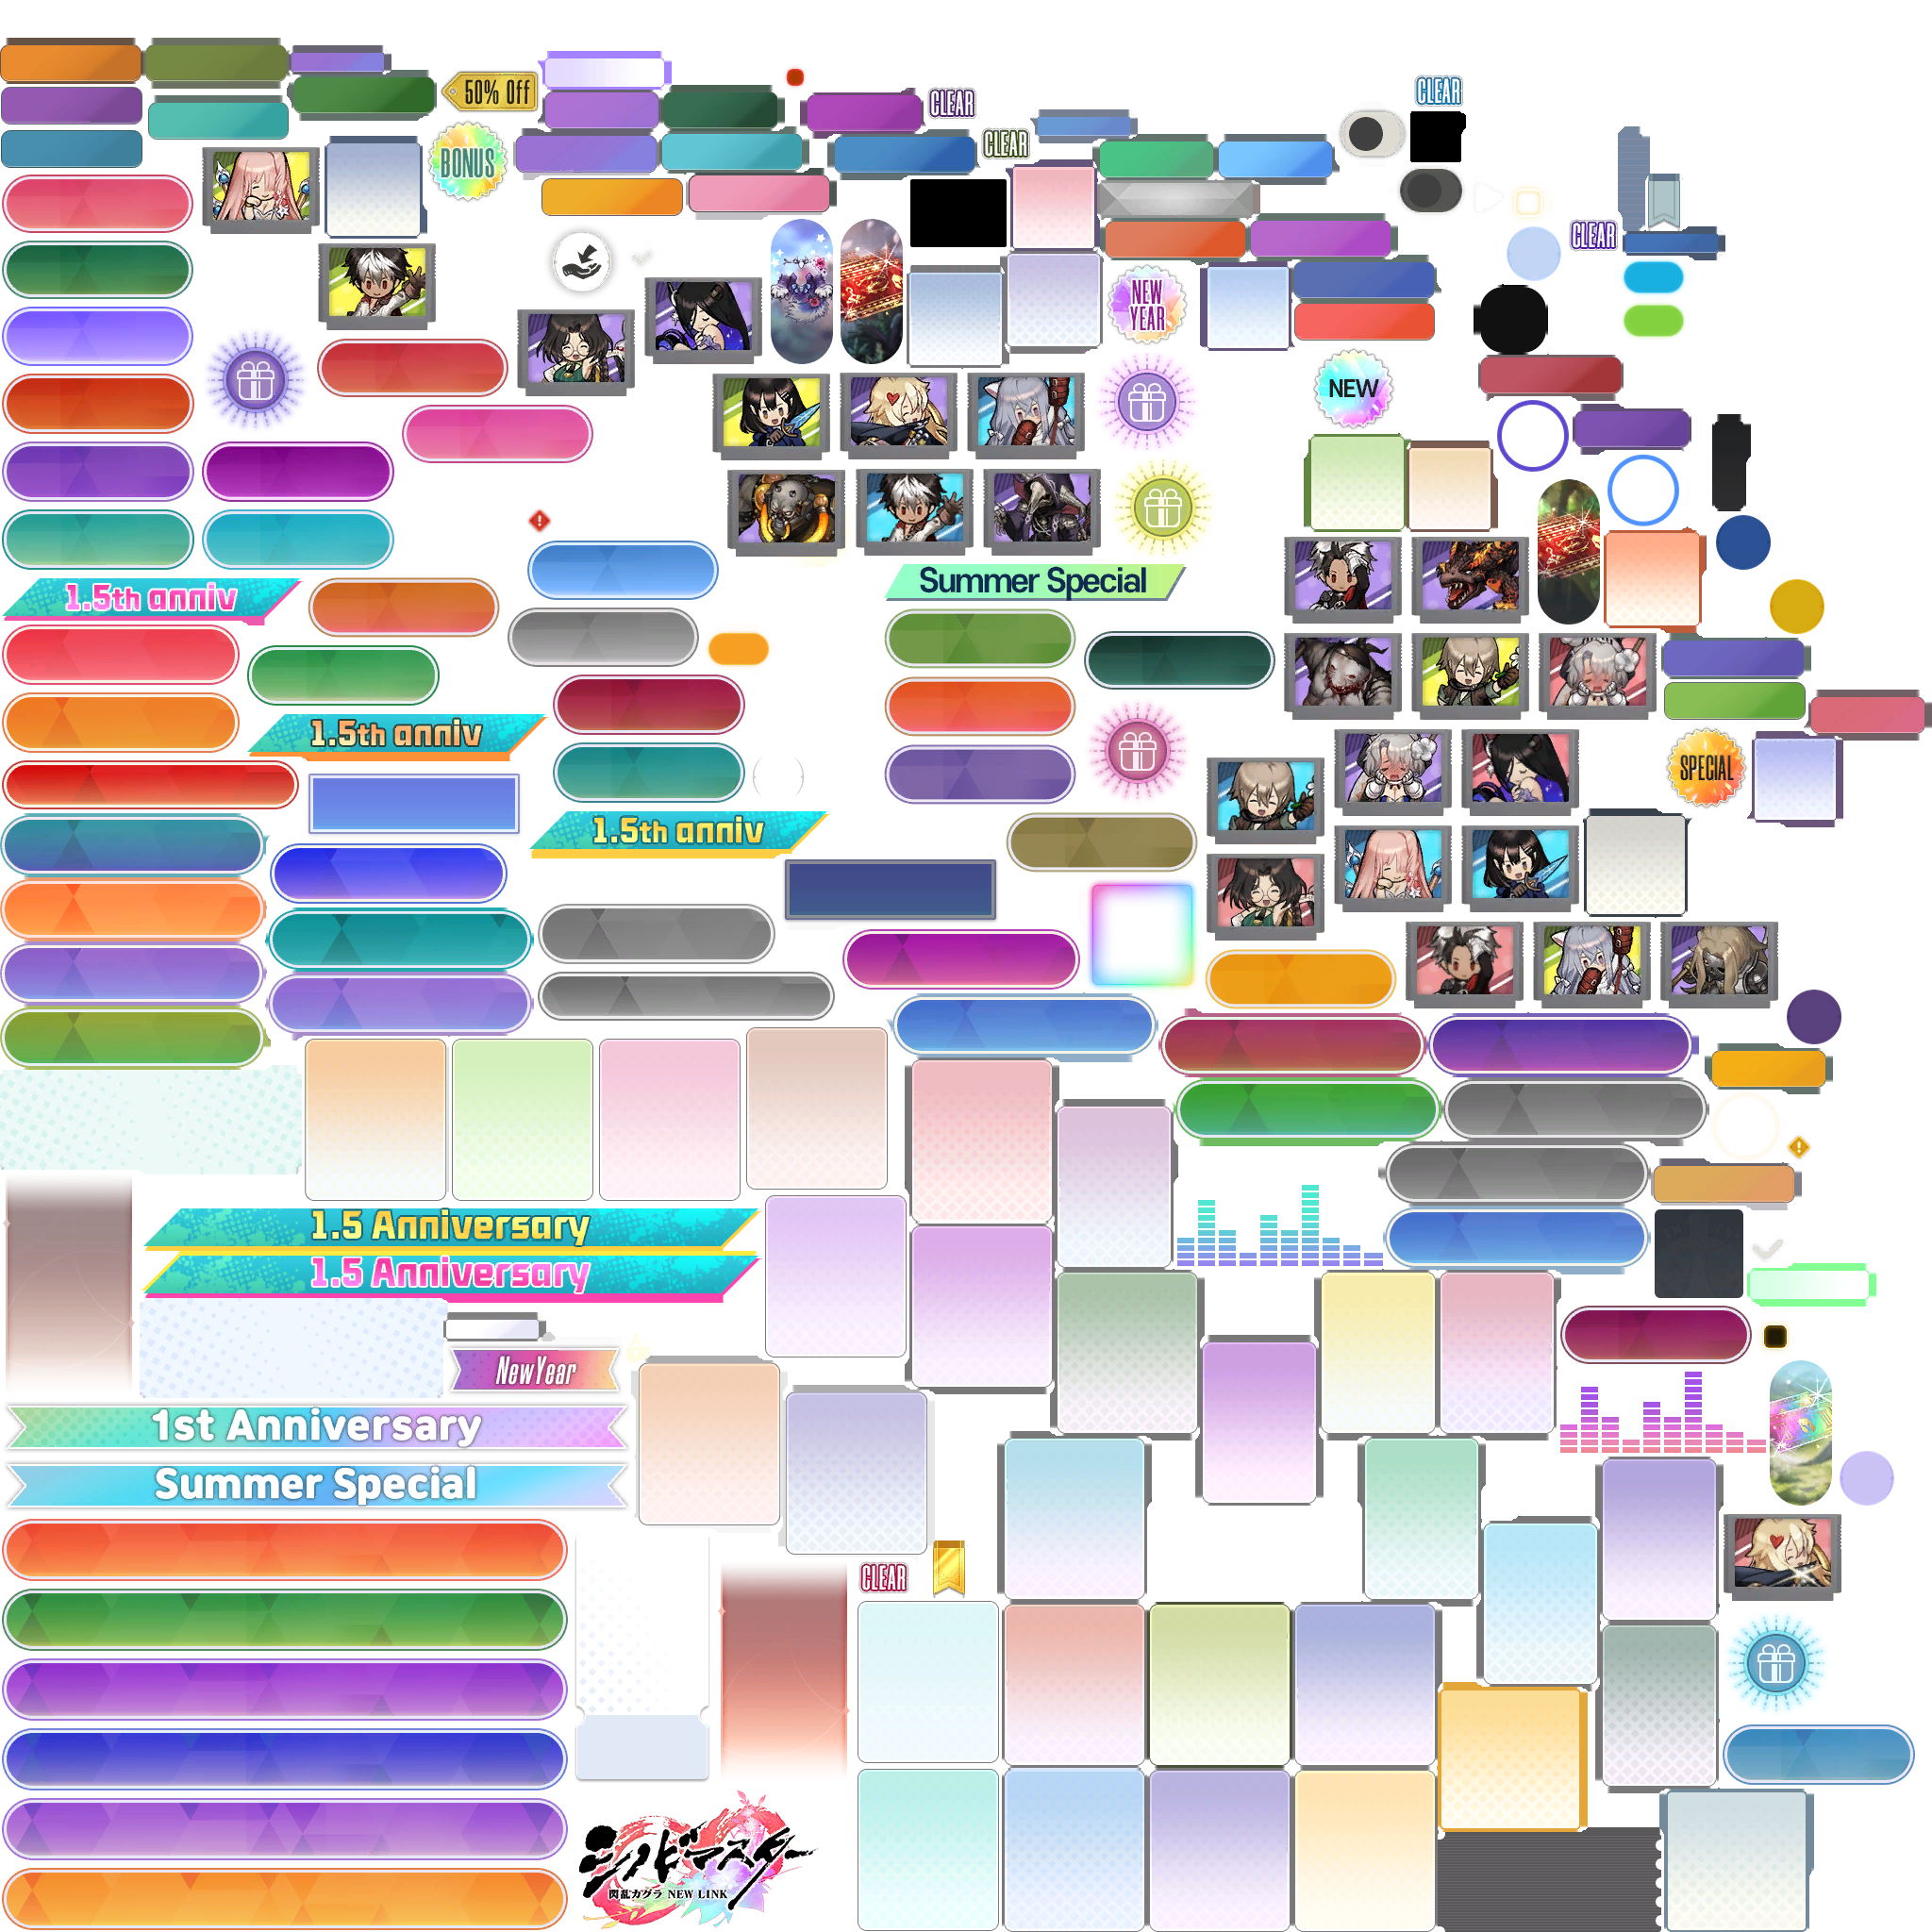 50% Off
CLEAR
CLEAR
CLEAR
BONUS
CLEAR
NEW
YEAR
NEW
1.5th anniv
Summer Special
1.5th anniv
SPECIAL
1.5th anniv
1.5 Anniversary
1.5 Anniversary
NewYear
1st Anniversary
Summer Special
CLEAR
シノビマスター
閃乱カグラ NEW LINK